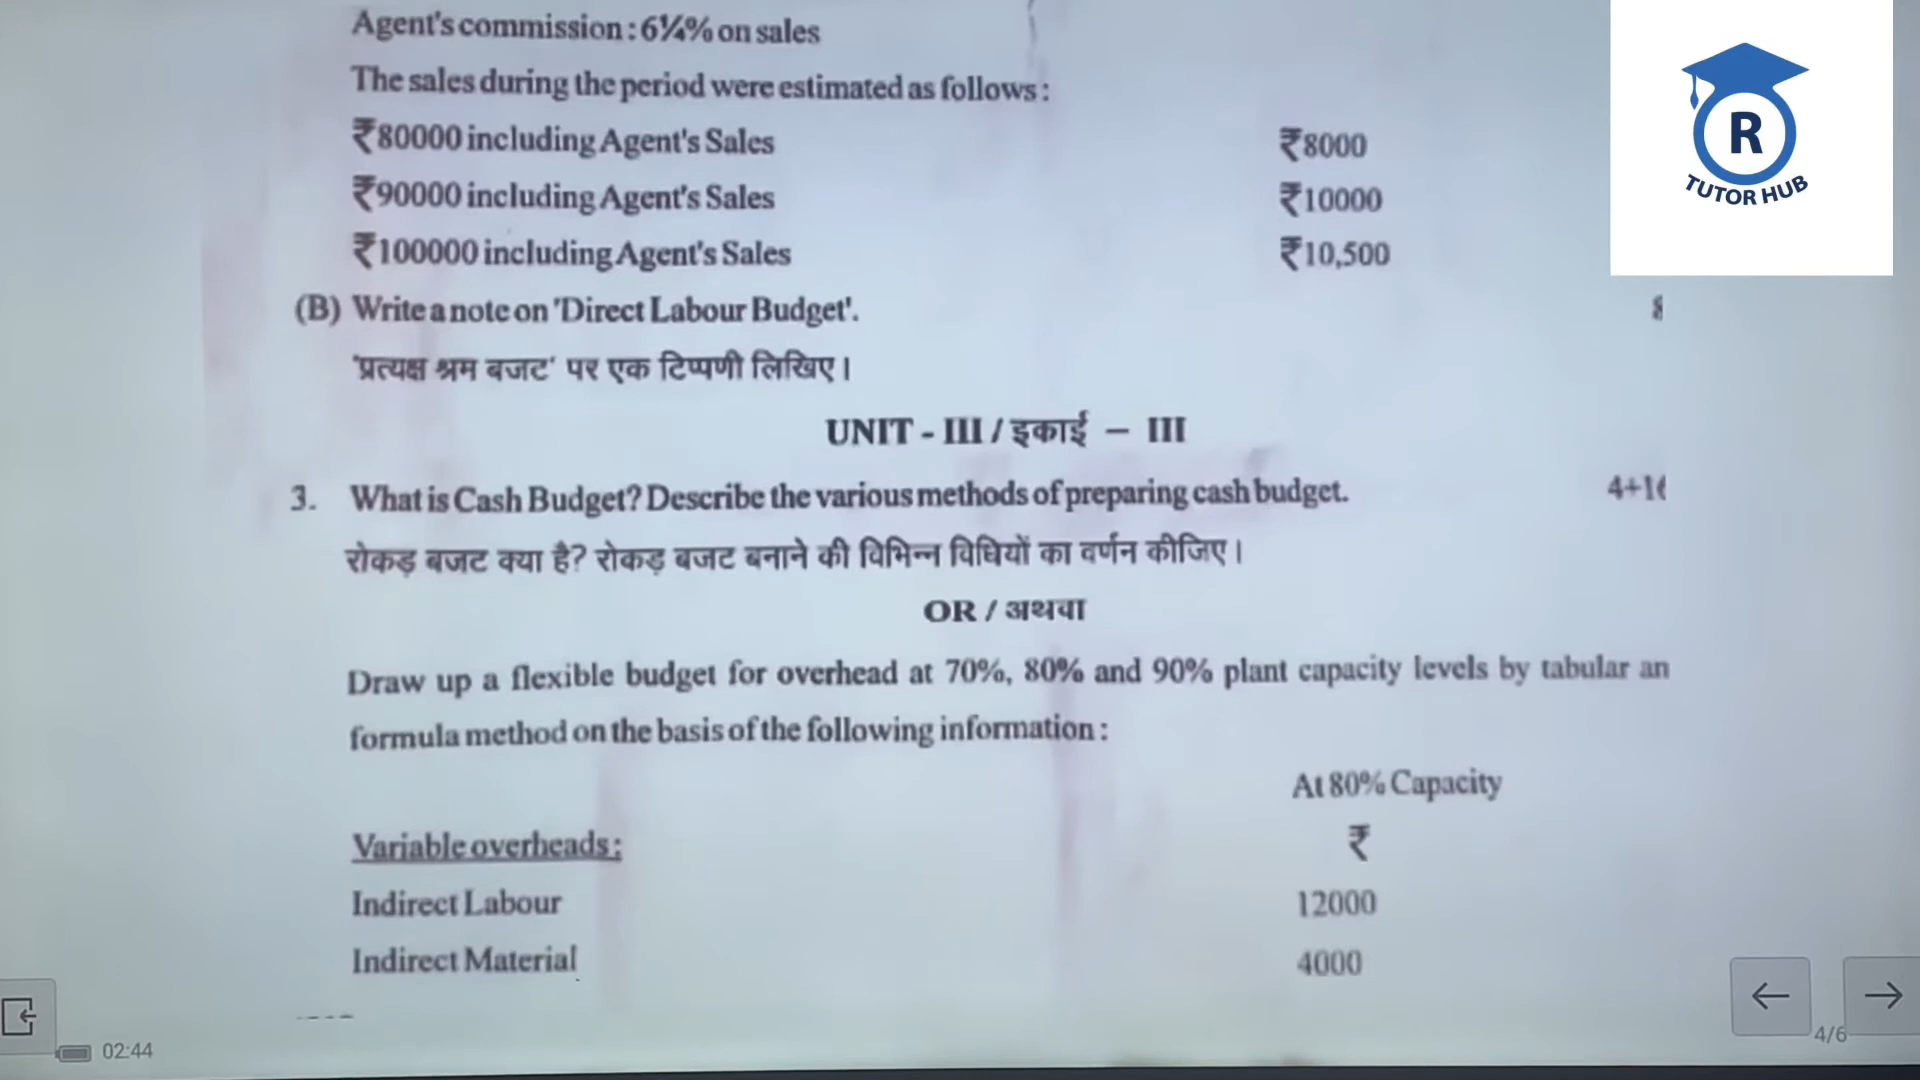 Agent's commission : 6¼% on sales
The sales during the period were estimated as follows :
₹80000 including Agent's Sales ₹8000
₹90000 including Agent's Sales ₹10000
₹100000 including Agent's Sales ₹10,500
(B) Write a note on 'Direct Labour Budget'.
'प्रत्यक्ष श्रम बजट' पर एक टिप्पणी लिखिए।
UNIT - III / इकाई – III
3. What is Cash Budget? Describe the various methods of preparing cash budget. 4+1
रोकड़ बजट क्या है? रोकड़ बजट बनाने की विभिन्न विधियों का वर्णन कीजिए।
OR / अथवा
Draw up a flexible budget for overhead at 70%, 80% and 90% plant capacity levels by tabular an
formula method on the basis of the following information :
At 80% Capacity
Variable overheads : ₹
Indirect Labour 12000
Indirect Material 4000
R
TUTOR HUB
02:44
4/6